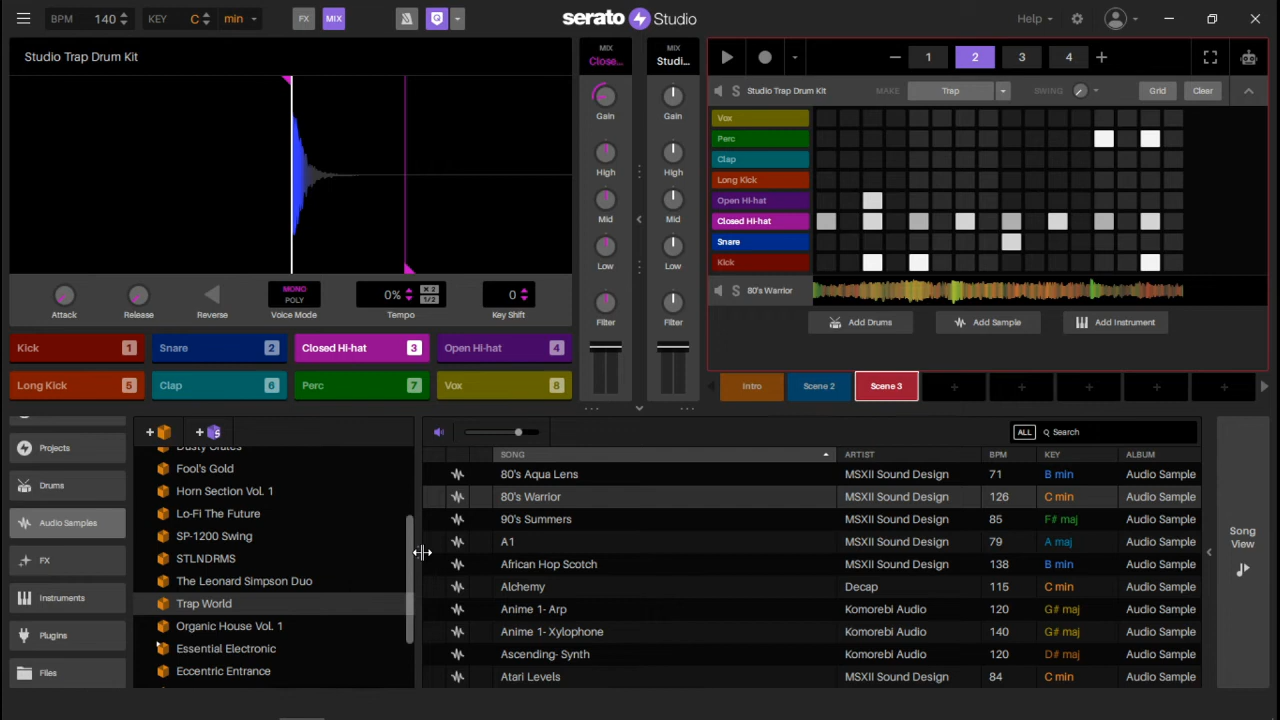 BPM 140 KEY C min FX MIX serato Studio Help
Studio Trap Drum Kit
MIX
Close...
Gain
High
Mid
Low
Filter
MIX
Studi...
Gain
High
Mid
Low
Filter
Attack
Release
Reverse
MONO
POLY
Voice Mode
0% X 2
1/2
Tempo
0
Key Shift
Kick 1 Snare 2 Closed HI-hat 3 Open HI-hat 4
Long Kick 5 Clap 6 Perc 7 Vox 8
1 2 3 4
S Studio Trap Drum Kit MAKE Trap SWING Grid Clear
Vox
Perc
Clap
Long Kick
Open HI-hat
Closed HI-hat
Snare
Kick
S 80's Warrior
Add Drums Add Sample Add Instrument
Intro Scene 2 Scene 3 + + + + +
Projects
Drums
Audio Samples
FX
Instruments
Plugins
Files
+ + S
Dusty Crates
Fool's Gold
Horn Section Vol. 1
Lo-Fi The Future
SP-1200 Swing
STLNDRMS
The Leonard Simpson Duo
Trap World
Organic House Vol. 1
Essential Electronic
Eccentric Entrance
ALL Search
SONG ARTIST BPM KEY ALBUM
80's Aqua Lens MSXII Sound Design 71 B min Audio Sample
80's Warrior MSXII Sound Design 126 C min Audio Sample
90's Summers MSXII Sound Design 85 F# maj Audio Sample
A1 MSXII Sound Design 79 A maj Audio Sample
African Hop Scotch MSXII Sound Design 138 B min Audio Sample
Alchemy Decap 115 C min Audio Sample
Anime 1- Arp Komorebi Audio 120 G# maj Audio Sample
Anime 1- Xylophone Komorebi Audio 140 G# maj Audio Sample
Ascending- Synth Komorebi Audio 120 D# maj Audio Sample
Atari Levels MSXII Sound Design 84 C min Audio Sample
Song
View